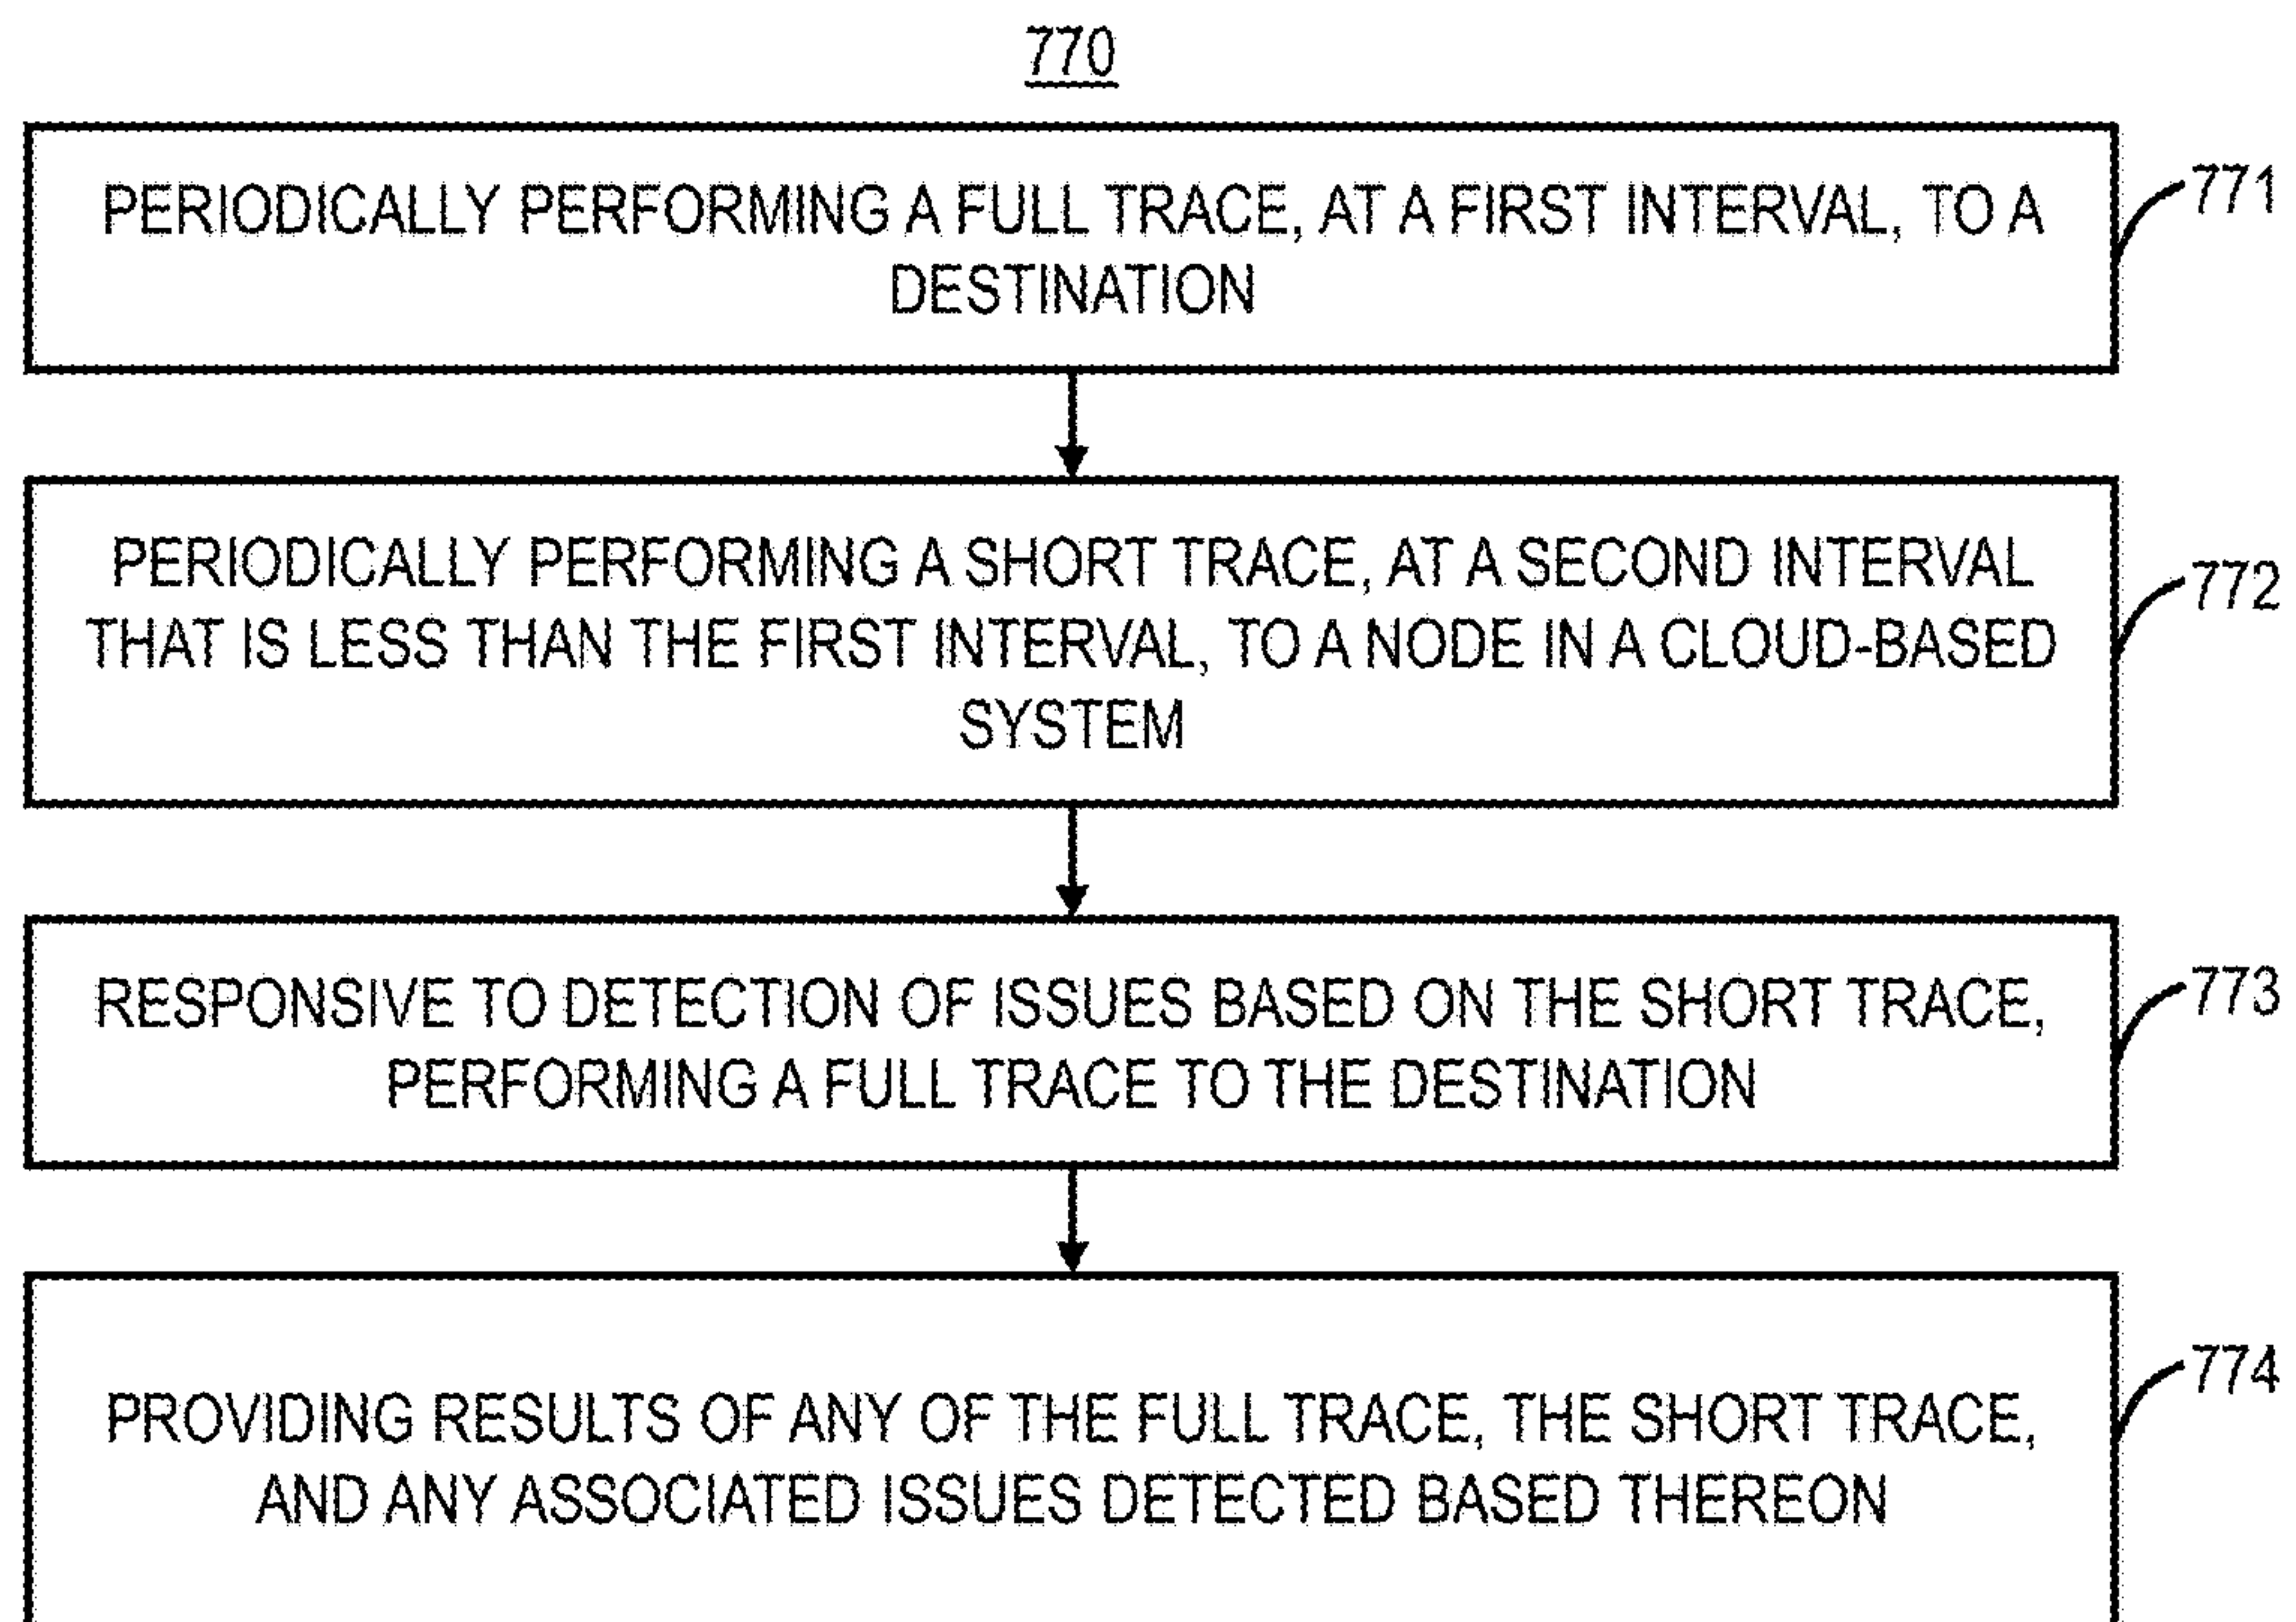 770
PERIODICALLY PERFORMING A FULL TRACE, AT A FIRST INTERVAL, TO A
DESTINATION
771
PERIODICALLY PERFORMING A SHORT TRACE, AT A SECOND INTERVAL
THAT IS LESS THAN THE FIRST INTERVAL, TO A NODE IN A CLOUD-BASED
SYSTEM
772
RESPONSIVE TO DETECTION OF ISSUES BASED ON THE SHORT TRACE,
PERFORMING A FULL TRACE TO THE DESTINATION
773
PROVIDING RESULTS OF ANY OF THE FULL TRACE, THE SHORT TRACE,
AND ANY ASSOCIATED ISSUES DETECTED BASED THEREON
774